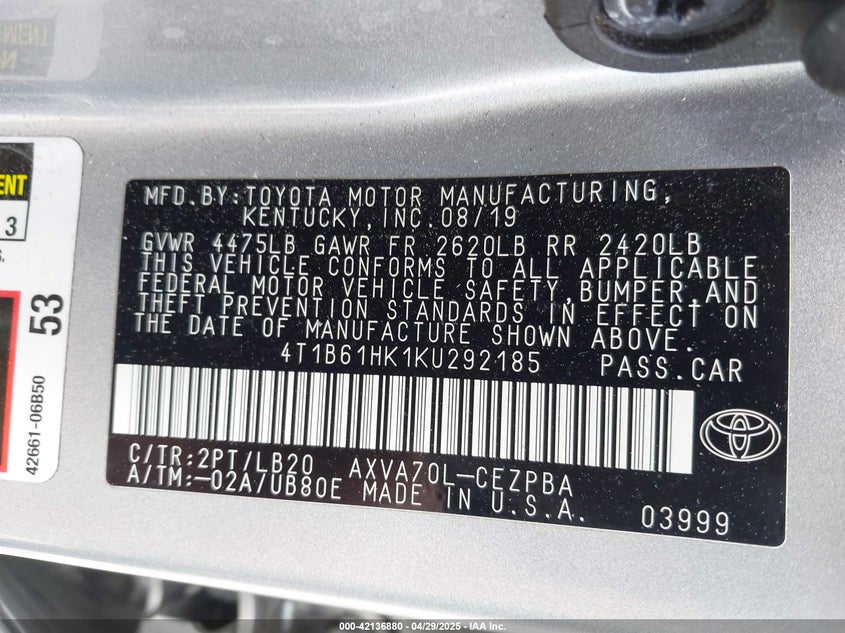 MFD.BY:TOYOTA MOTOR MANUFACTURING,
KENTUCKY,INC.08/19
GVWR 4475LB GAWR FR 2620LB RR 2420LB
THIS VEHICLE CONFORMS TO ALL APPLICABLE
FEDERAL MOTOR VEHICLE SAFETY,BUMPER,AND
THEFT PREVENTION STANDARDS IN EFFECT ON
THE DATE OF MANUFACTURE SHOWN ABOVE.
4T1B61HK1KU292185 PASS.CAR
C/TR:2PT/LB20 AXVA70L-CEZPBA
A/TM:-02A/UB80E MADE IN U.S.A.
03999
3
53
42661-06B50
000-42136880 - 04/29/2025 - IAA Inc.